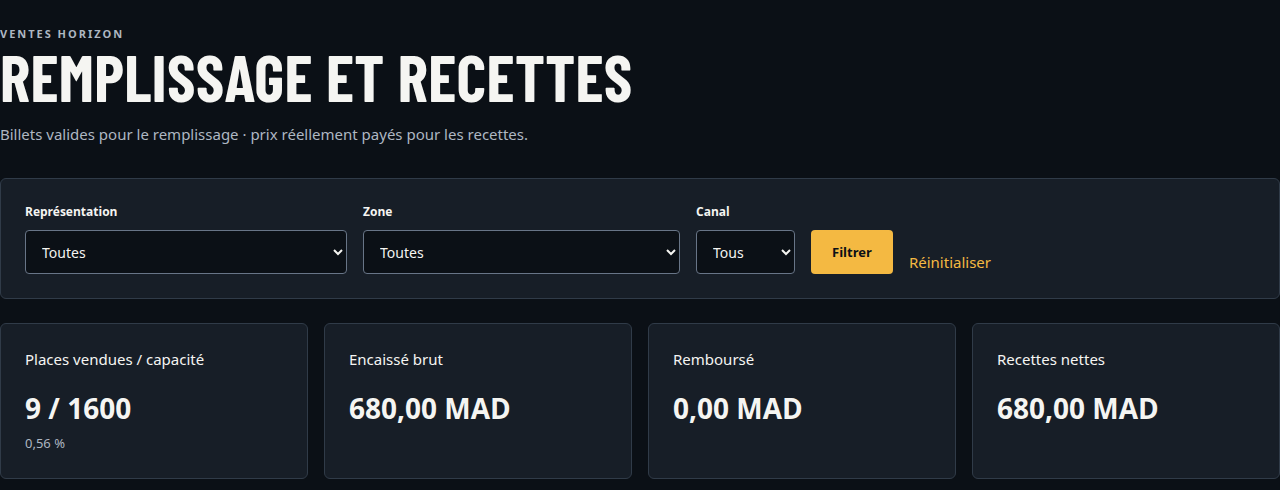 VENTES HORIZON
REMPLISSAGE ET RECETTES
Billets valides pour le remplissage · prix réellement payés pour les recettes.
Représentation Zone Canal
Toutes Toutes Tous Filtrer Réinitialiser
Places vendues / capacité Encaissé brut Remboursé Recettes nettes
9 / 1600 680,00 MAD 0,00 MAD 680,00 MAD
0,56 %